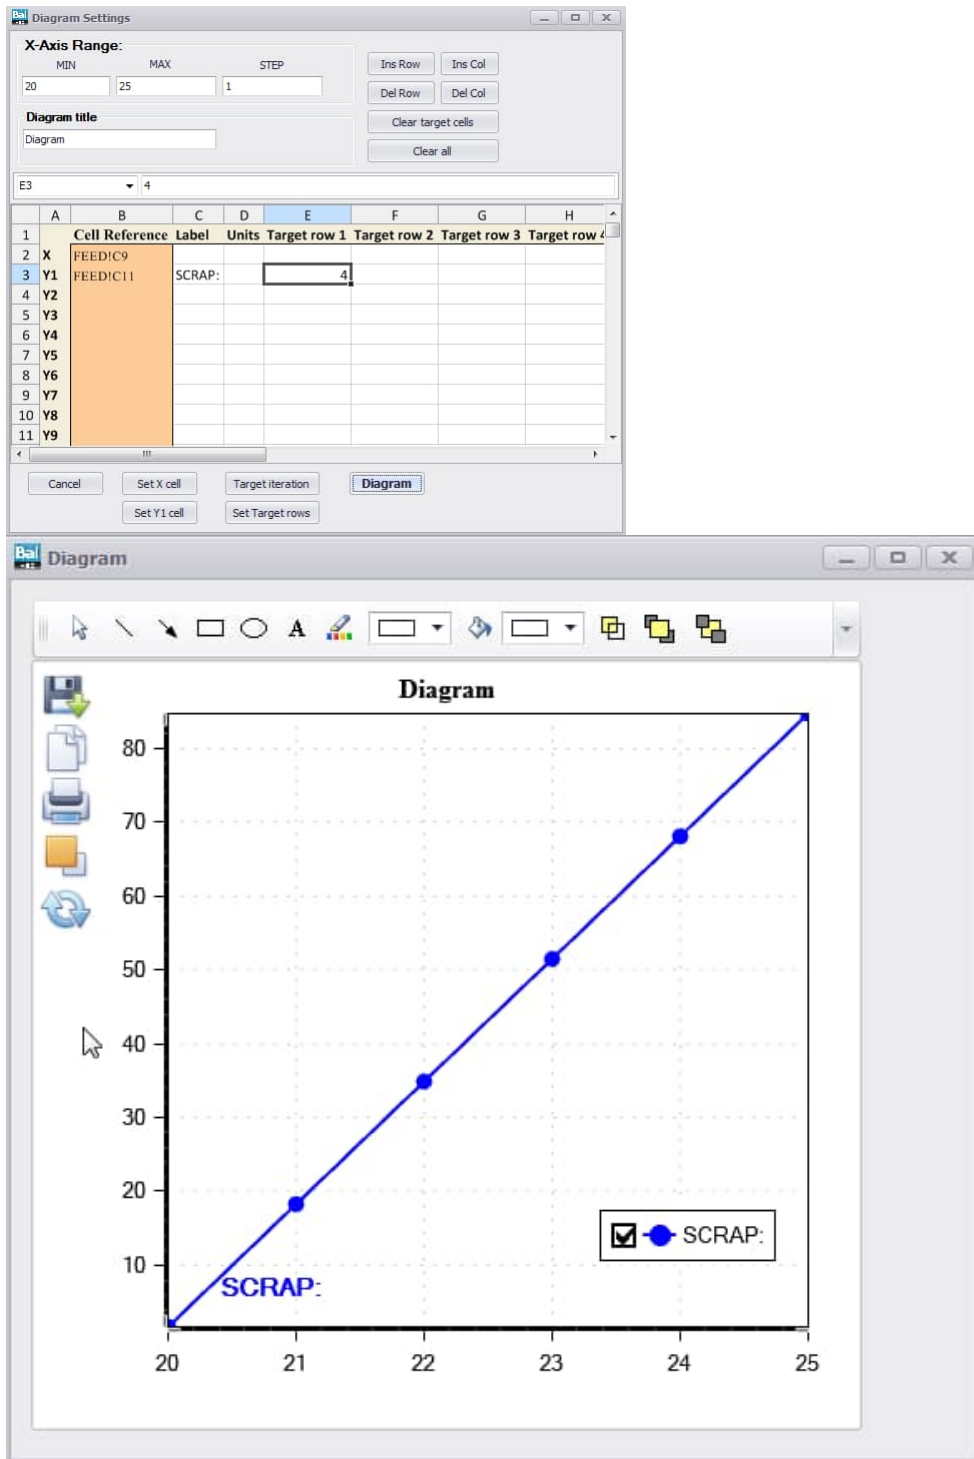 Bal Diagram Settings
X-Axis Range:
MIN MAX STEP
20 25 1
Ins Row Ins Col
Del Row Del Col
Diagram title
Diagram
Clear target cells
Clear all
E3 4
A B C D E F G H
1 Cell Reference Label Units Target row 1 Target row 2 Target row 3 Target row 4
2 X FEED!C9
3 Y1 FEED!C11 SCRAP: 4
4 Y2
5 Y3
6 Y4
7 Y5
8 Y6
9 Y7
10 Y8
11 Y9
Cancel Set X cell Target iteration Diagram
Set Y1 cell Set Target rows
Bal Diagram
A
Diagram
80
70
60
50
40
30
20
10
SCRAP:
SCRAP:
20 21 22 23 24 25